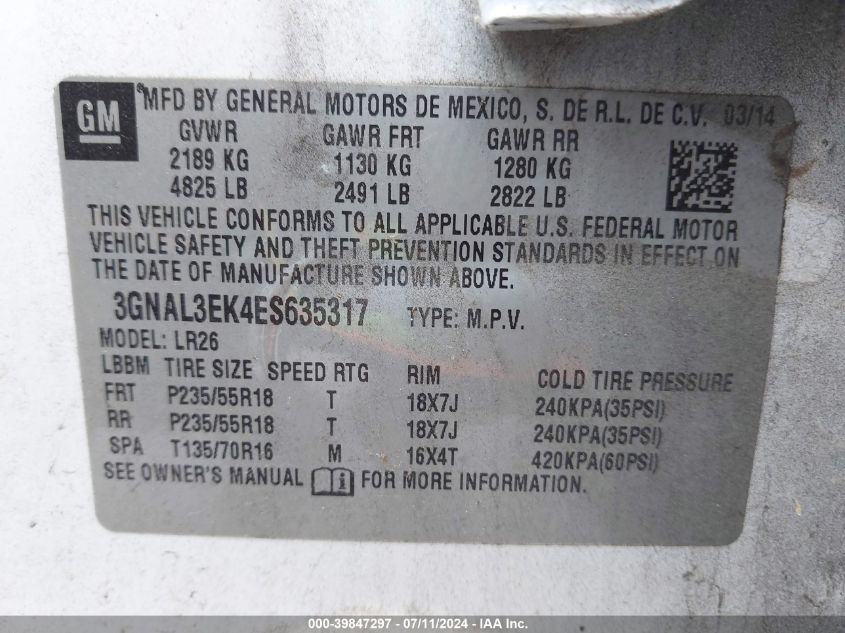 GM
®MFD BY GENERAL MOTORS DE MEXICO, S. DE R.L. DE C.V. 03/14
GVWR GAWR FRT GAWR RR
2189 KG 1130 KG 1280 KG
4825 LB 2491 LB 2822 LB
THIS VEHICLE CONFORMS TO ALL APPLICABLE U.S. FEDERAL MOTOR
VEHICLE SAFETY AND THEFT PREVENTION STANDARDS IN EFFECT ON
THE DATE OF MANUFACTURE SHOWN ABOVE.
3GNAL3EK4ES635317 TYPE: M.P.V.
MODEL: LR26
LBBM TIRE SIZE SPEED RTG RIM COLD TIRE PRESSURE
FRT P235/55R18 T 18X7J 240KPA(35PSI)
RR P235/55R18 T 18X7J 240KPA(35PSI)
SPA T135/70R16 M 16X4T 420KPA(60PSI)
SEE OWNER'S MANUAL i FOR MORE INFORMATION.
000-39847297 - 07/11/2024 - IAA Inc.